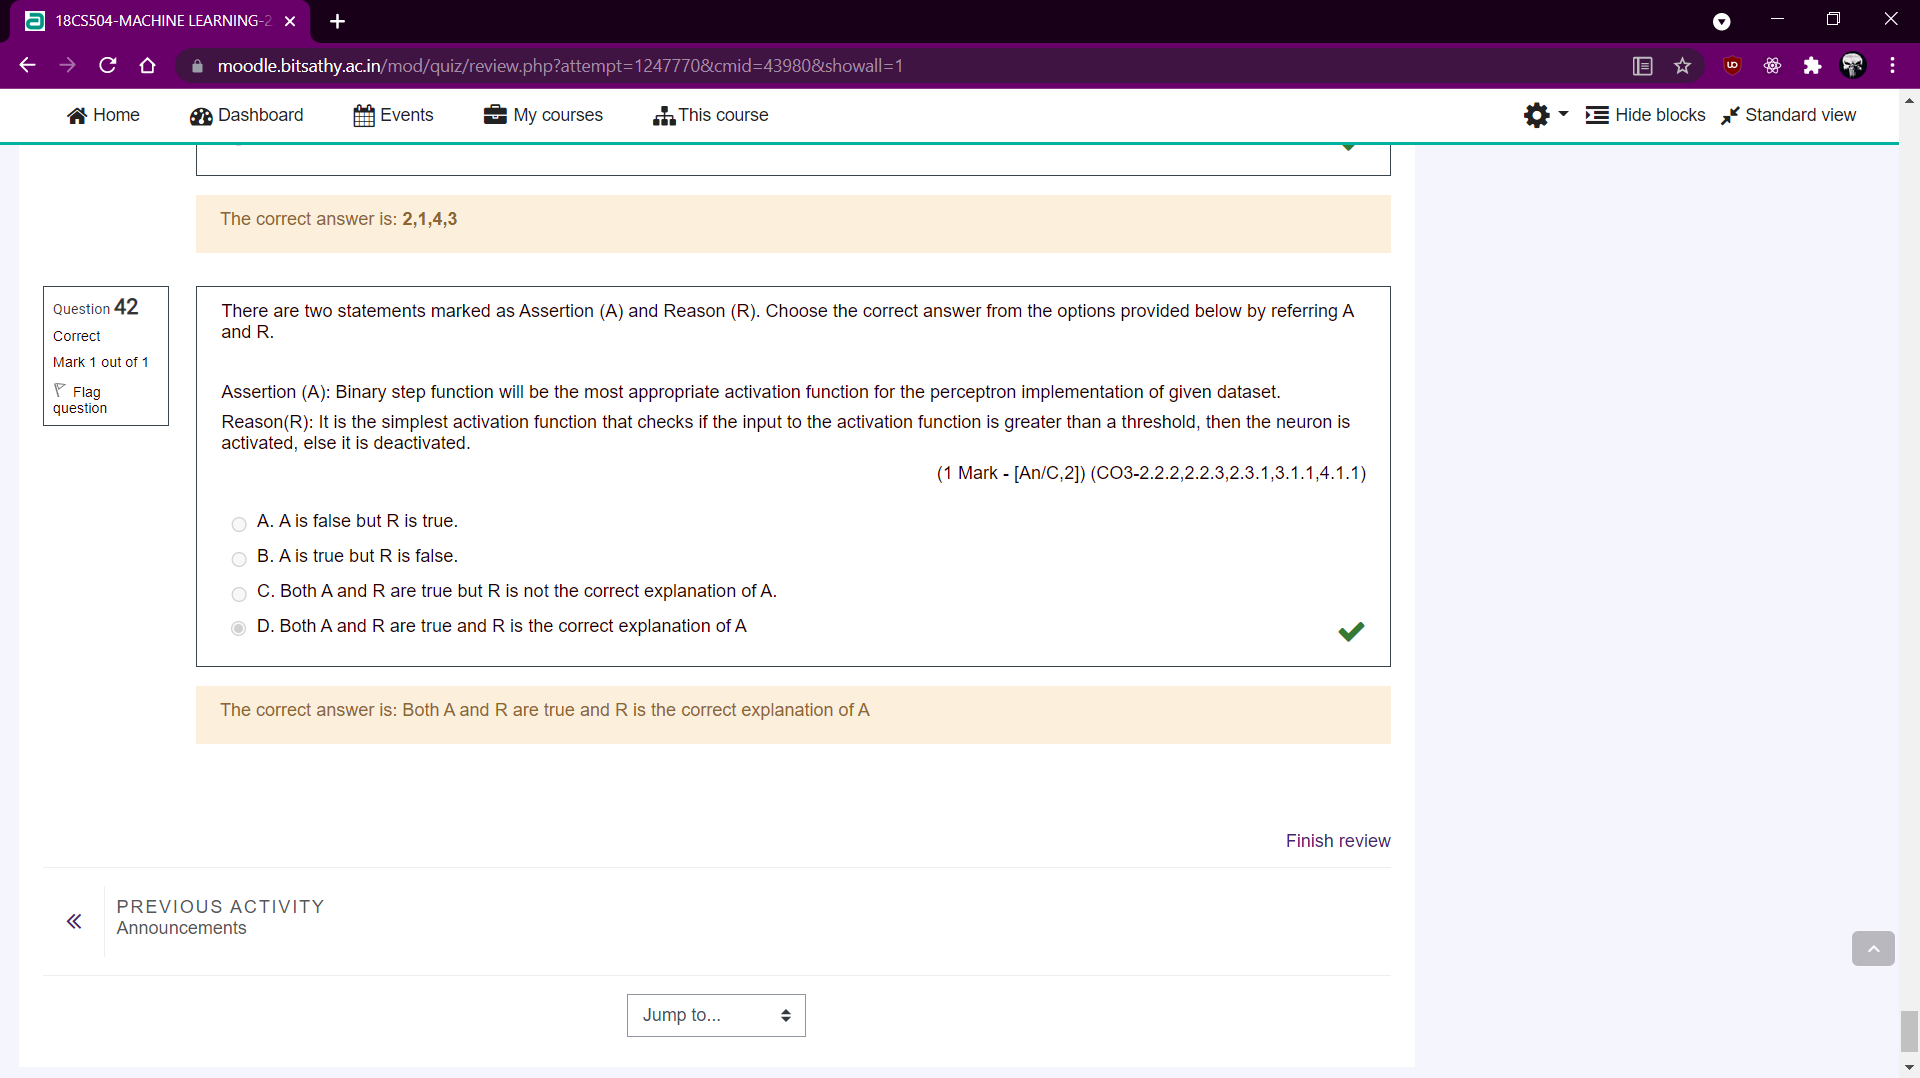 18CS504-MACHINE LEARNING-2
moodle.bitsathy.ac.in/mod/quiz/review.php?attempt=1247770&cmid=43980&showall=1
Home
Dashboard
Events
My courses
This course
Hide blocks
Standard view
The correct answer is: 2,1,4,3
Question 42
Correct
Mark 1 out of 1
Flag
question
There are two statements marked as Assertion (A) and Reason (R). Choose the correct answer from the options provided below by referring A
and R.
Assertion (A): Binary step function will be the most appropriate activation function for the perceptron implementation of given dataset.
Reason(R): It is the simplest activation function that checks if the input to the activation function is greater than a threshold, then the neuron is
activated, else it is deactivated.
(1 Mark - [An/C,2]) (CO3-2.2.2,2.2.3,2.3.1,3.1.1,4.1.1)
A. A is false but R is true.
B. A is true but R is false.
C. Both A and R are true but R is not the correct explanation of A.
D. Both A and R are true and R is the correct explanation of A
The correct answer is: Both A and R are true and R is the correct explanation of A
Finish review
PREVIOUS ACTIVITY
Announcements
Jump to...